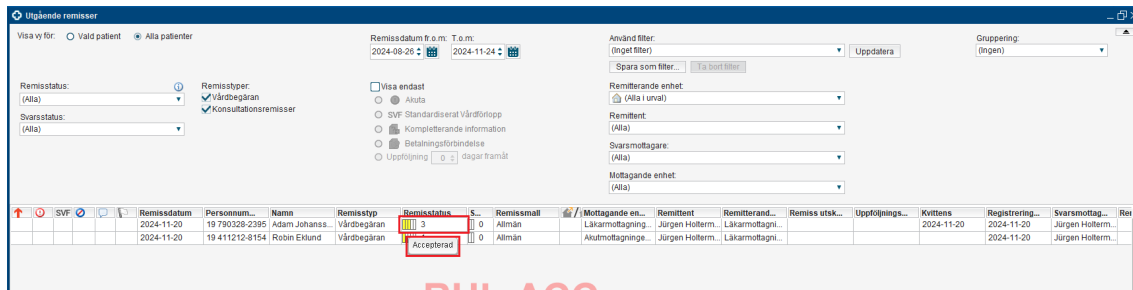 Utgående remisser
Visa vy för: Vald patient Alla patienter
Remissdatum fr.o.m: T.o.m:
2024-08-26 2024-11-24
Använd filter:
(Inget filter) Uppdatera
Spara som filter... Ta bort filter
Gruppering:
(Ingen)
Remisstatus:
(Alla)
Svarsstatus:
(Alla)
Remisstyper:
Vårdbegäran
Konsultationsremisser
Visa endast
Akuta
SVF Standardiserat Vårdförlopp
Kompletterande information
Betalningsförbindelse
Uppföljning 0 dagar framåt
Remitterande enhet:
(Alla i urval)
Remittent:
(Alla)
Svarsmottagare:
(Alla)
Mottagande enhet:
(Alla)
SVF Remissdatum Personnum... Namn Remisstyp Remisstatus S... Remissmall Mottagande en... Remittent Remitterand... Remiss utsk... Uppföljnings... Kvittens Registrering... Svarsmottag... Rem
2024-11-20 19 790328-2395 Adam Johanss... Vårdbegäran 3 0 Allmän Läkarmottagning... Jürgen Holterm... Läkarmottagni... 2024-11-20 2024-11-20 Jürgen Holterm...
2024-11-20 19 411212-8154 Robin Eklund Vårdbegäran 0 Allmän Akutmottagninge... Jürgen Holterm... Läkarmottagni... 2024-11-20 Jürgen Holterm...
Accepterad